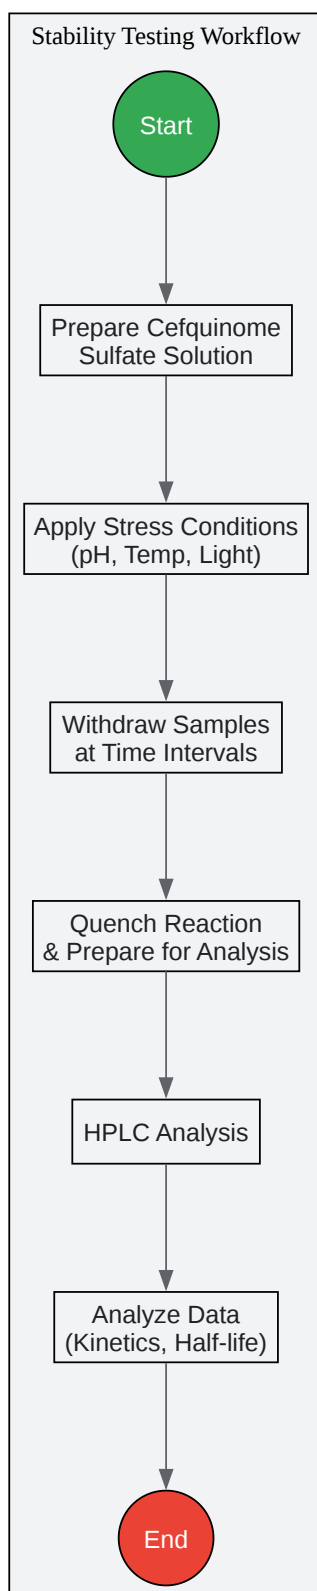 Stability Testing Workflow
Start
Prepare Cefquinome
Sulfate Solution
Apply Stress Conditions
(pH, Temp, Light)
Withdraw Samples
at Time Intervals
Quench Reaction
& Prepare for Analysis
HPLC Analysis
Analyze Data
(Kinetics, Half-life)
End